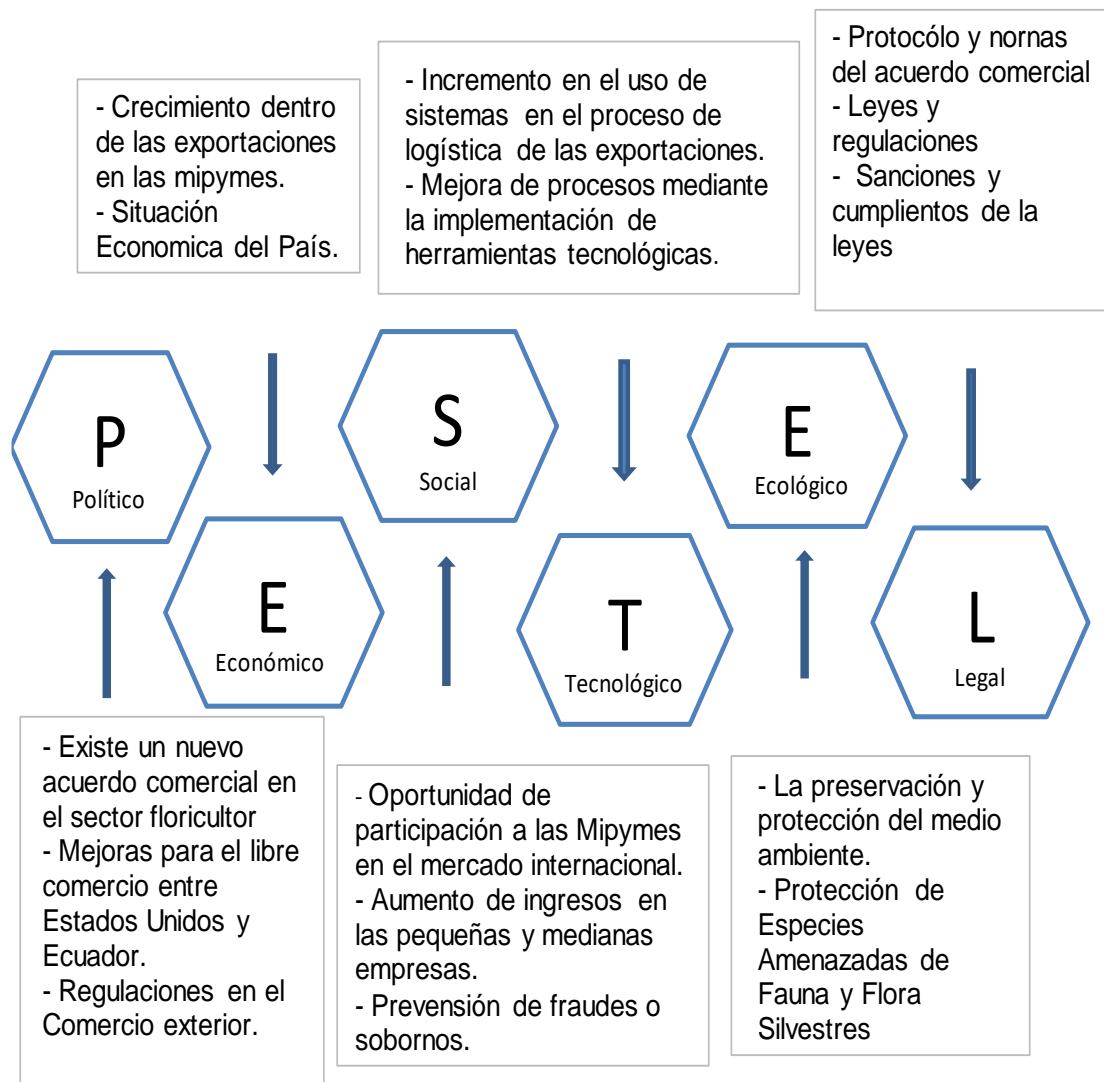 - Crecimiento dentro
de las exportaciones
en las mipymes.
- Situación
Economica del País.
- Incremento en el uso de
sistemas en el proceso de
logística de las exportaciones.
- Mejora de procesos mediante
la implementación de
herramientas tecnológicas.
- Protocólo y nornas
del acuerdo comercial
- Leyes y
regulaciones
- Sanciones y
cumplientos de la
leyes
P
Político
E
Económico
S
Social
T
Tecnológico
E
Ecológico
L
Legal
- Existe un nuevo
acuerdo comercial en
el sector floricultor
- Mejoras para el libre
comercio entre
Estados Unidos y
Ecuador.
- Regulaciones en el
Comercio exterior.
- Oportunidad de
participación a las Mipymes
en el mercado internacional.
- Aumento de ingresos en
las pequeñas y medianas
empresas.
- Prevención de fraudes o
sobornos.
- La preservación y
protección del medio
ambiente.
- Protección de
Especies
Amenazadas de
Fauna y Flora
Silvestres